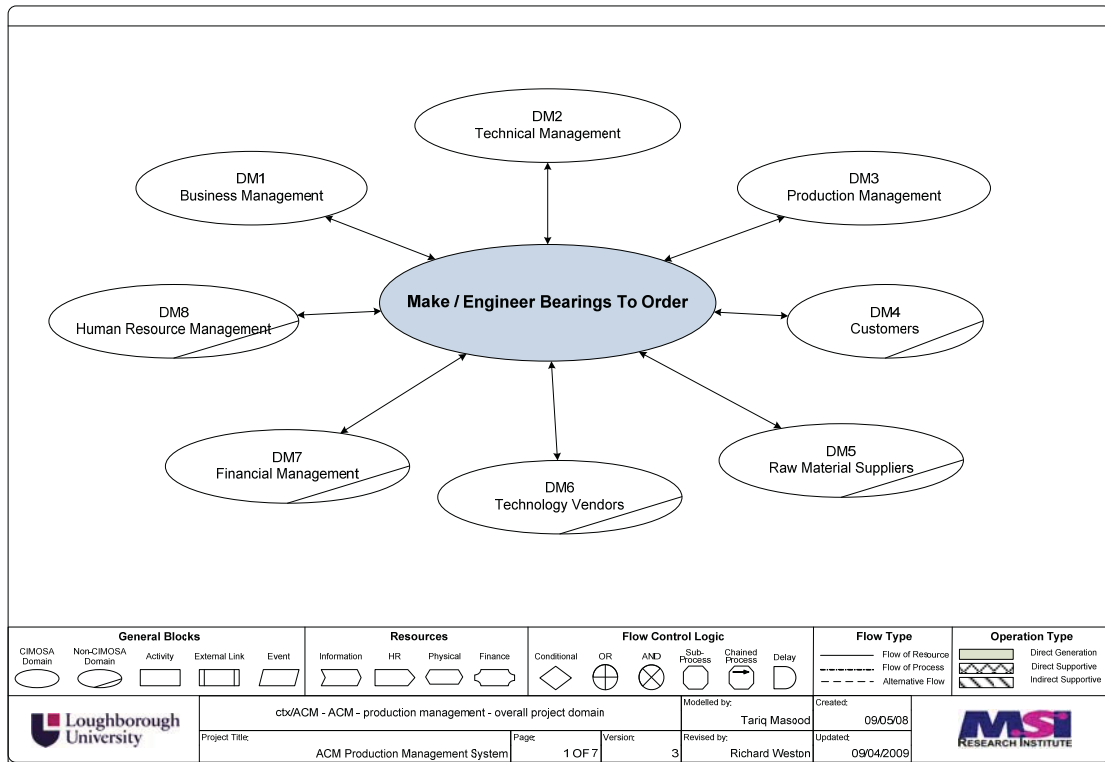 DM2
Technical Management
DM1
Business Management
DM3
Production Management
Make / Engineer Bearings To Order
DM8
Human Resource Management
DM4
Customers
DM7
Financial Management
DM5
Raw Material Suppliers
DM6
Technology Vendors
General Blocks
CIMOSA
Domain
Non-CIMOSA
Domain
Activity
External Link
Event
Resources
Information
HR
Physical
Finance
Flow Control Logic
Conditional
OR
AND
Sub-
Process
Chained
Process
Delay
Flow Type
Flow of Resource
Flow of Process
Alternative Flow
Operation Type
Direct Generation
Direct Supportive
Indirect Supportive
Loughborough
University
ctx/ACM - ACM - production management - overall project domain
Modelled by:
Tariq Masood
Created:
09/05/08
Project Title:
ACM Production Management System
Page:
1 OF 7
Version:
3
Revised by:
Richard Weston
Updated:
09/04/2009
MSI
RESEARCH INSTITUTE